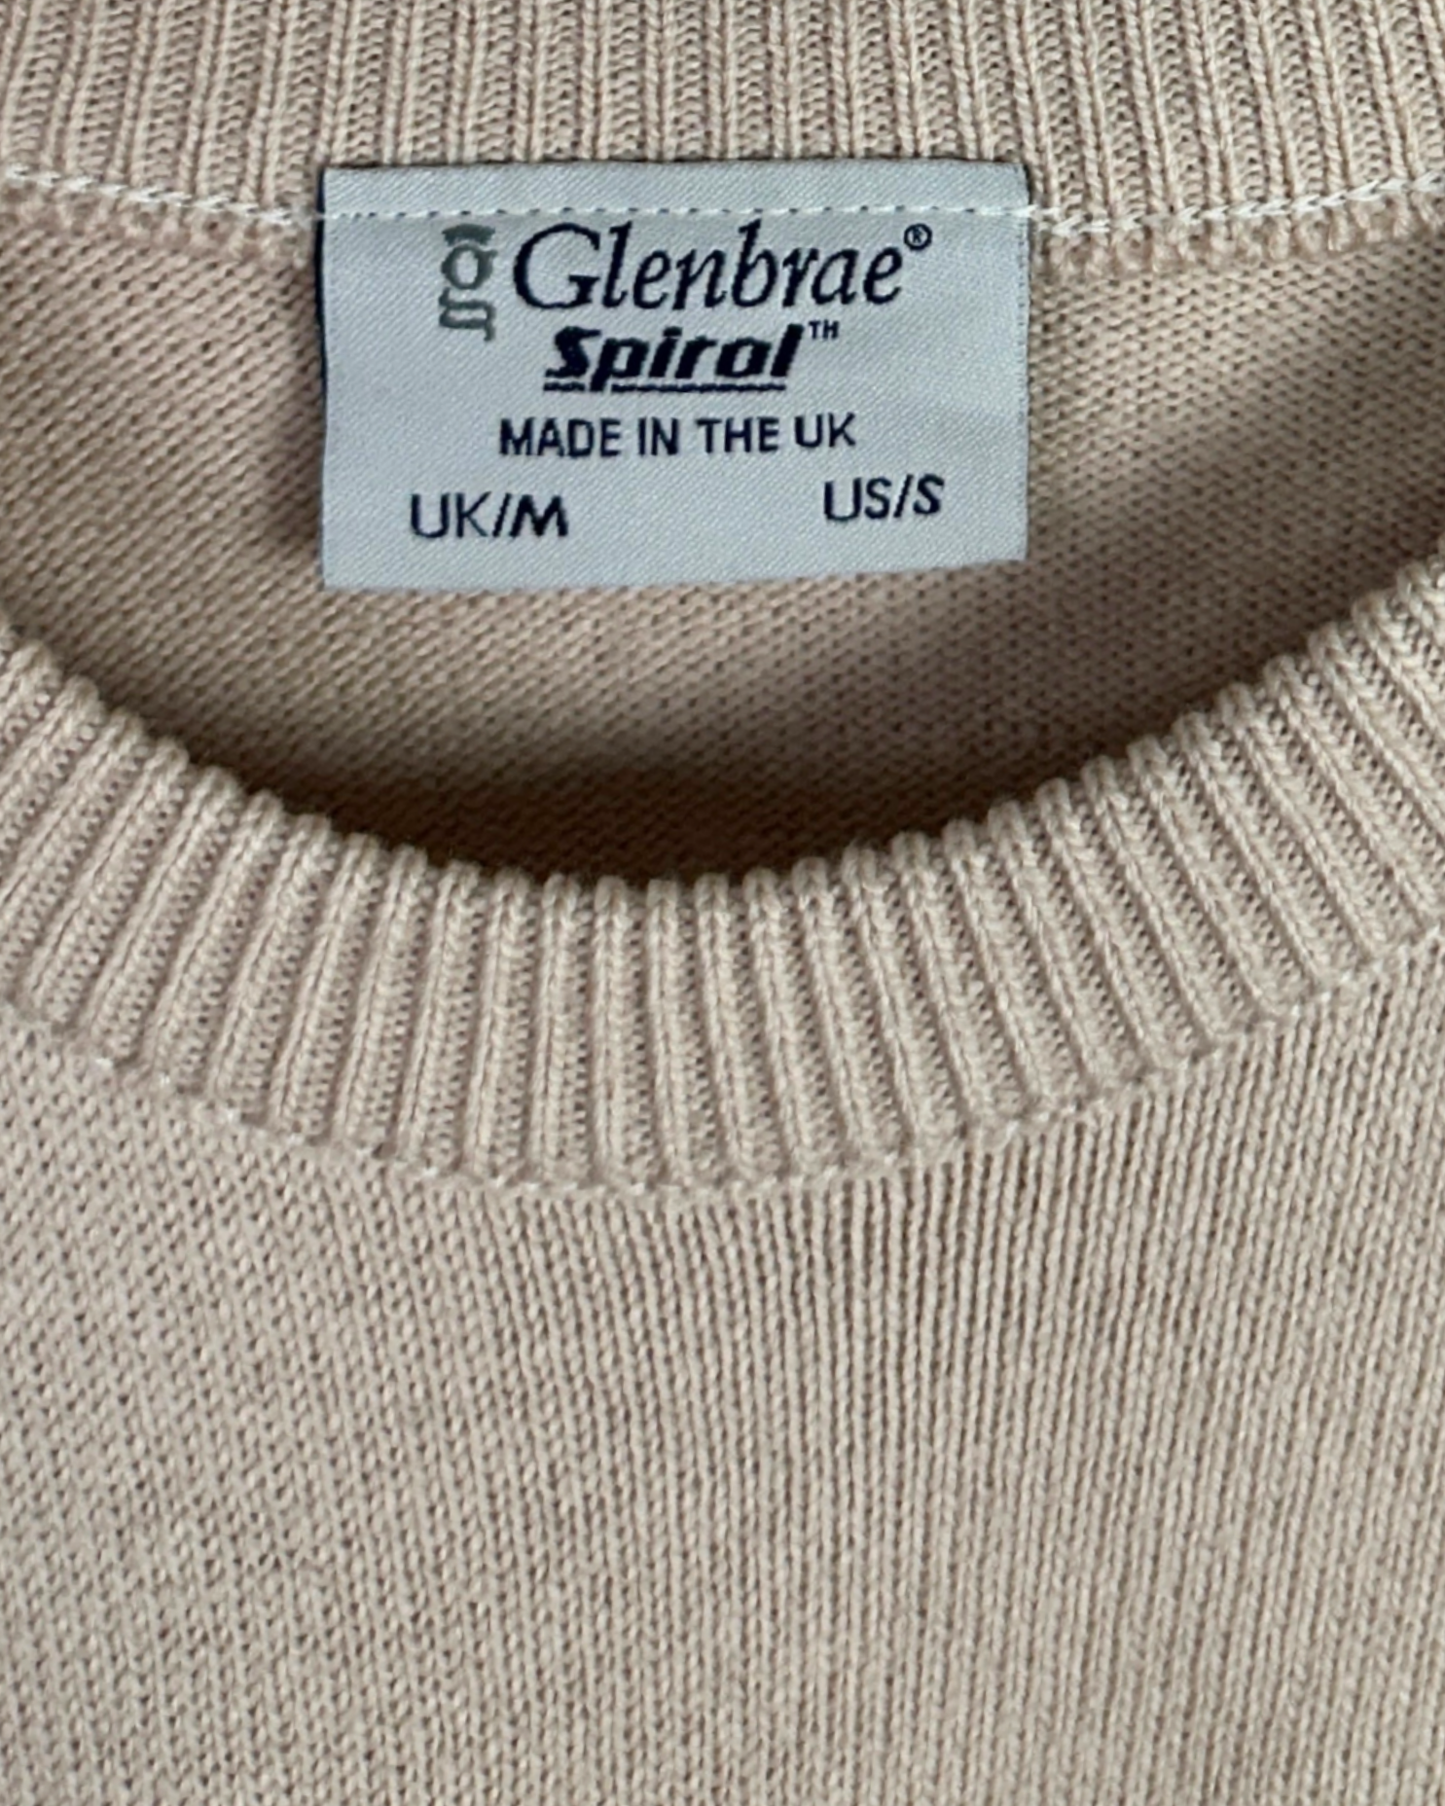 g Glenbrae®
Spiral™
MADE IN THE UK
UK/M US/S